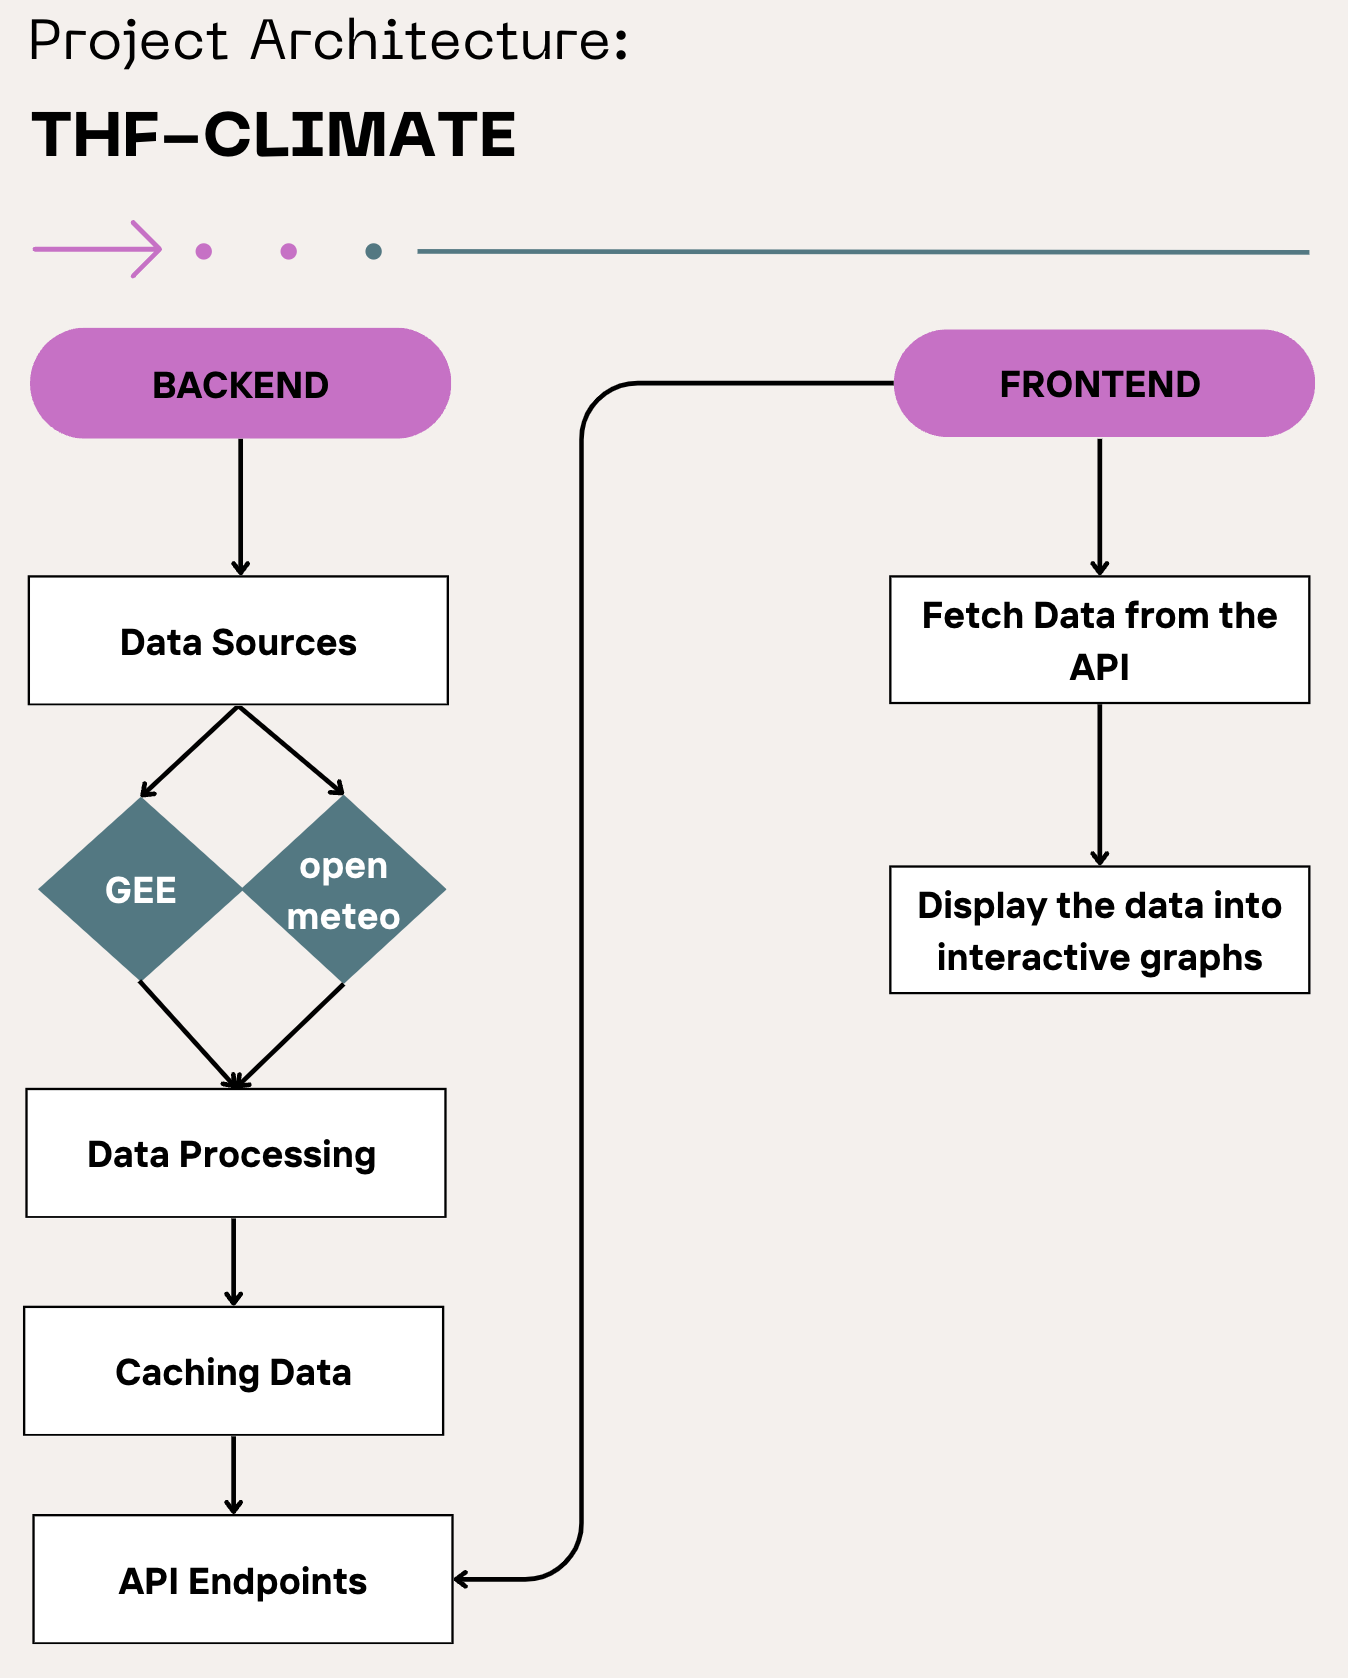 Project Architecture:
THF-CLIMATE
BACKEND
FRONTEND
Data Sources
Fetch Data from the
API
GEE
open
meteo
Display the data into
interactive graphs
Data Processing
Caching Data
API Endpoints